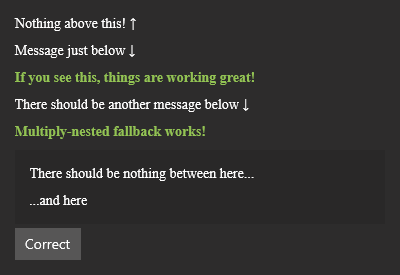 Nothing above this! ↑
Message just below ↓
If you see this, things are working great!
There should be another message below ↓
Multiply-nested fallback works!
There should be nothing between here...
...and here
Correct